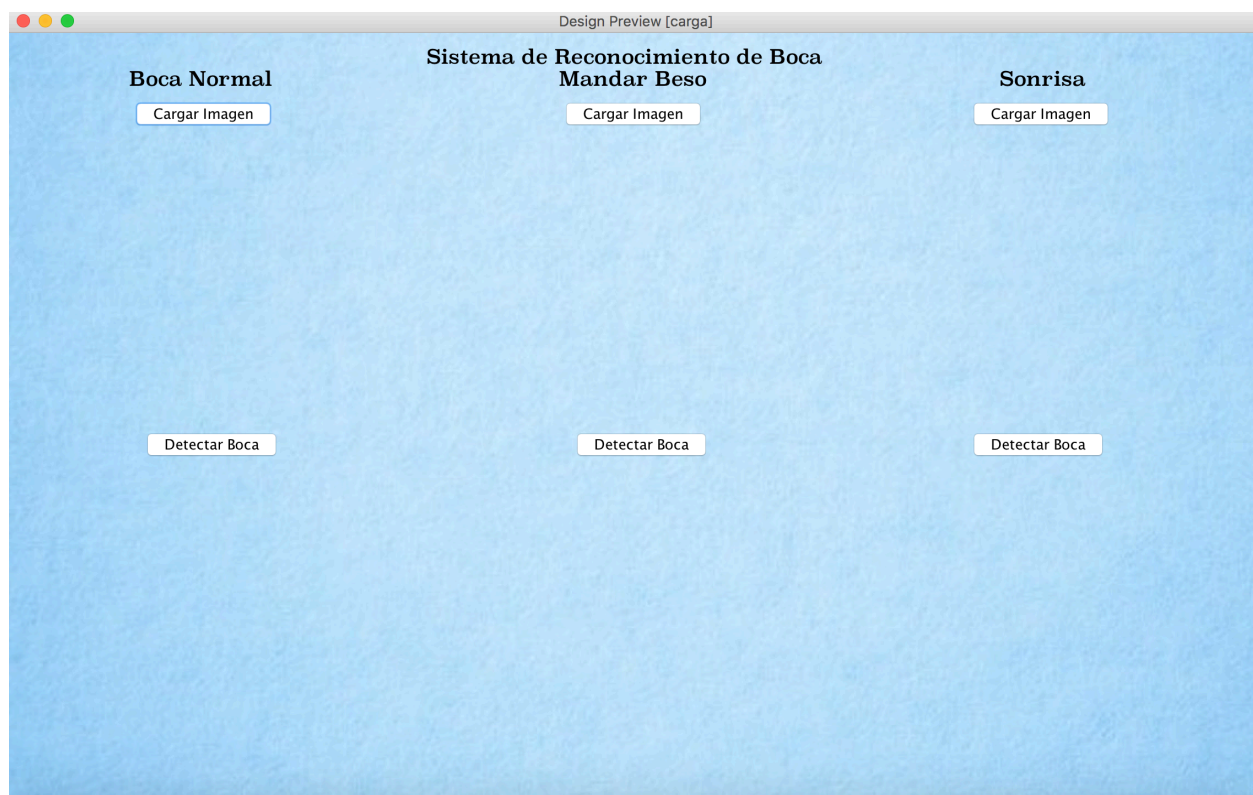 Design Preview [carga]
Sistema de Reconocimiento de Boca
Boca Normal
Mandar Beso
Sonrisa
Cargar Imagen
Cargar Imagen
Cargar Imagen
Detectar Boca
Detectar Boca
Detectar Boca